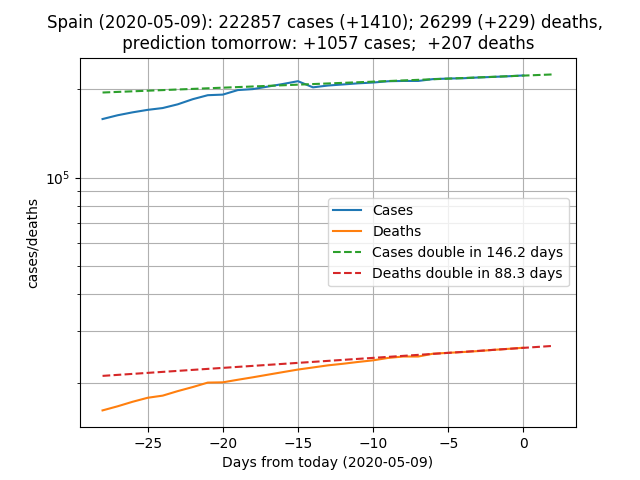 Spain (2020-05-09): 222857 cases (+1410); 26299 (+229) deaths,
prediction tomorrow: +1057 cases;  +207 deaths
10⁵
cases/deaths
Cases
Deaths
Cases double in 146.2 days
Deaths double in 88.3 days
−25 −20 −15 −10 −5 0
Days from today (2020-05-09)